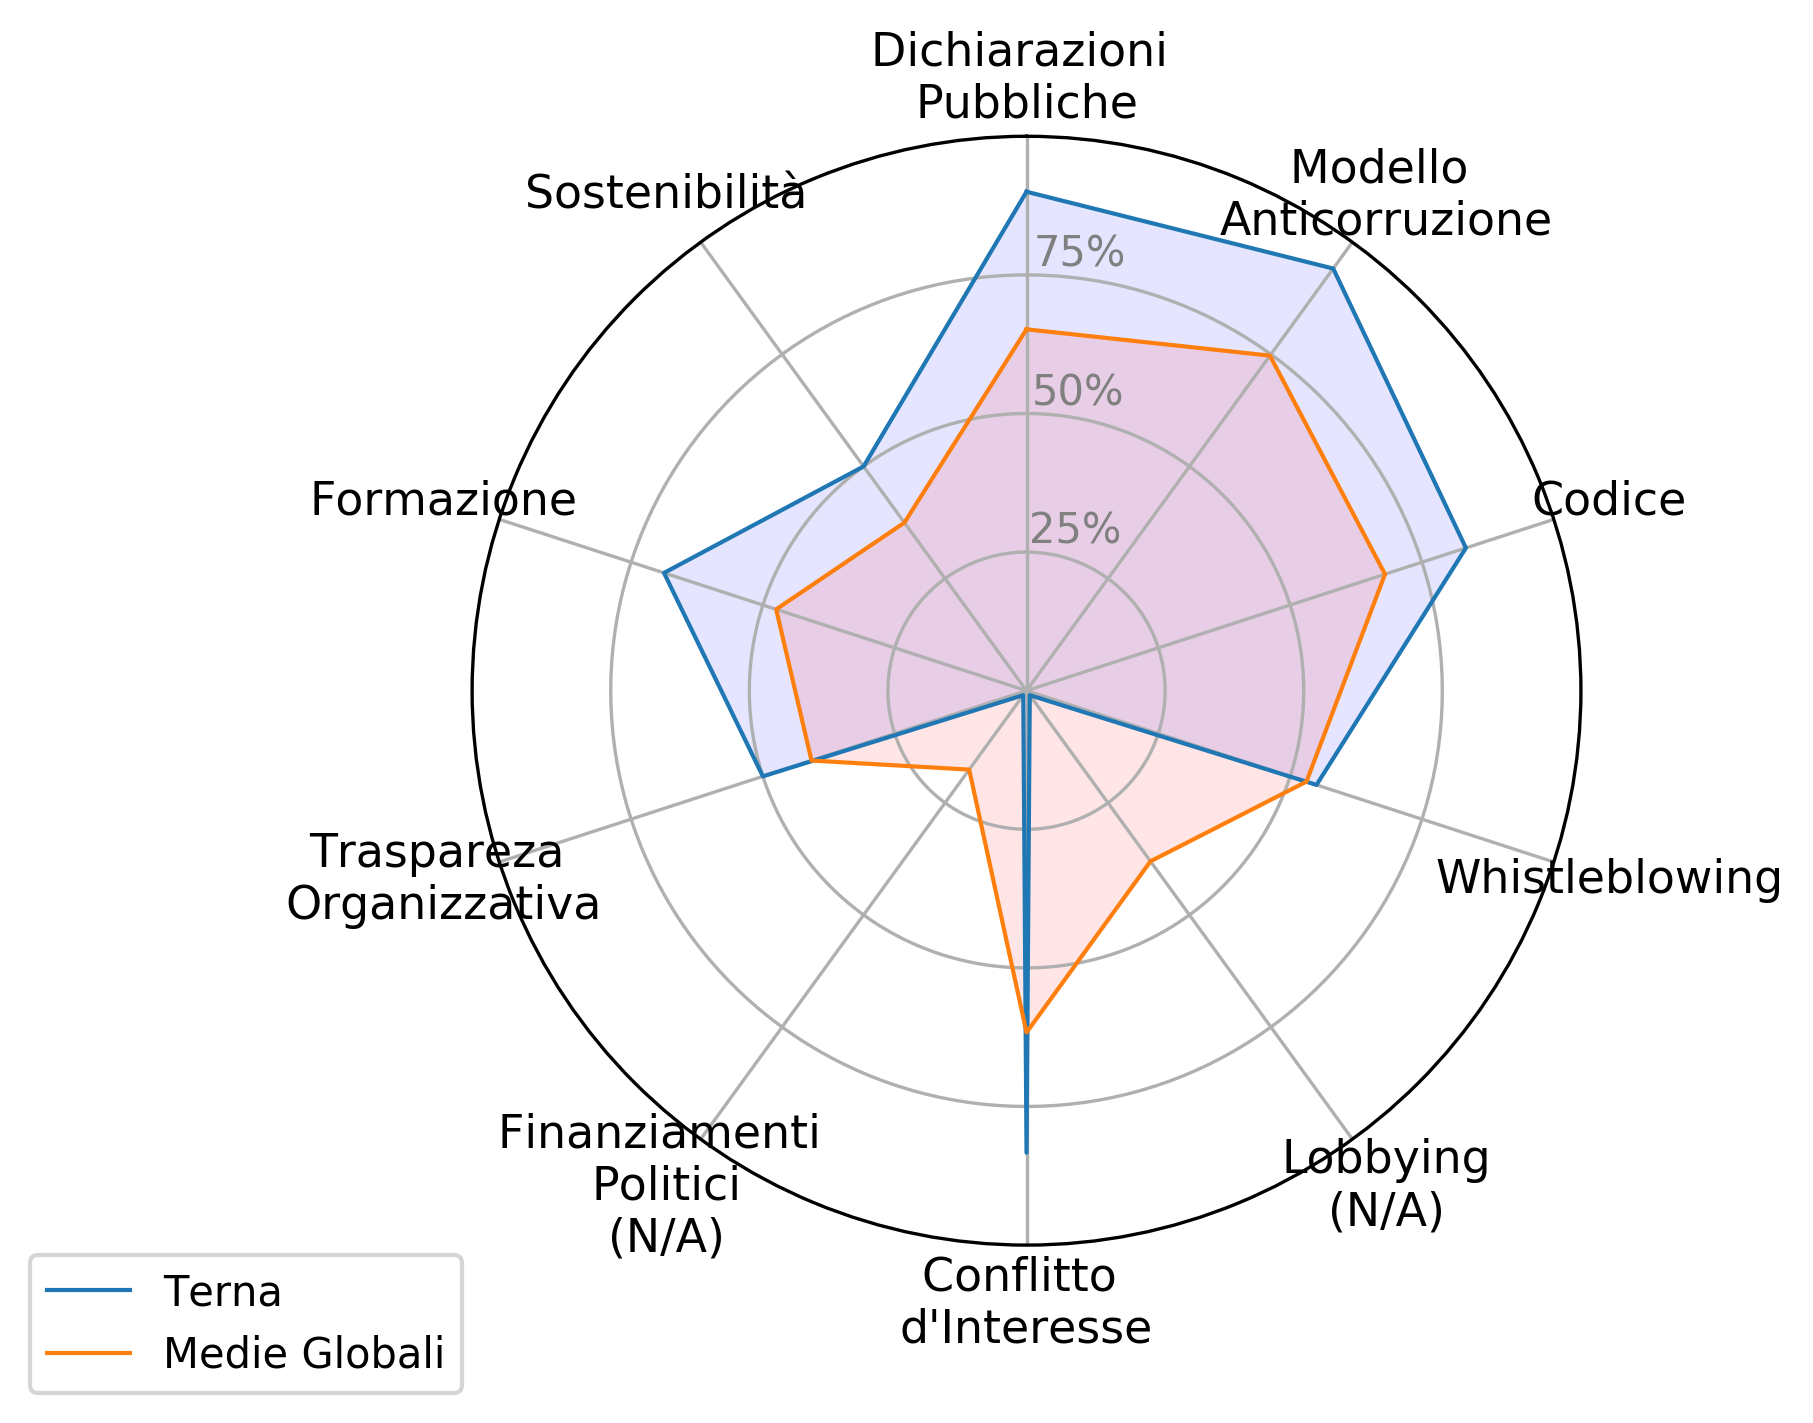 Dichiarazioni
Pubbliche
Modello
Anticorruzione
Sostenibilità
75%
50%
25%
Formazione
Codice
Traspareza
Organizzativa
Whistleblowing
Finanziamenti
Politici
(N/A)
Lobbying
(N/A)
Conflitto
d'Interesse
Terna
Medie Globali